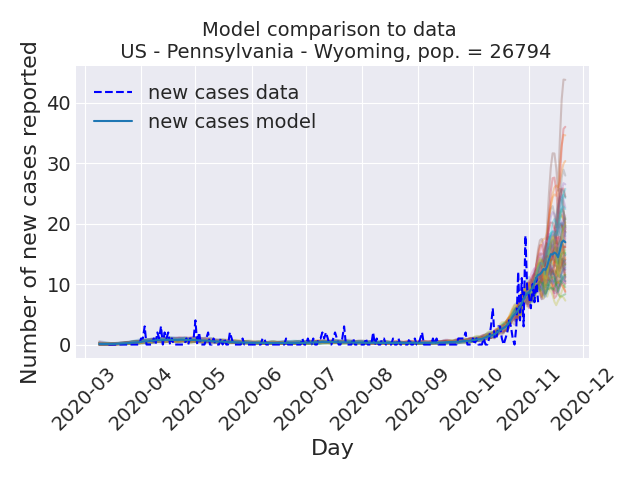 Model comparison to data
US - Pennsylvania - Wyoming, pop. = 26794
Number of new cases reported
new cases data
new cases model
40
30
20
10
0
2020-03
2020-04
2020-05
2020-06
2020-07
2020-08
2020-09
2020-10
2020-11
2020-12
Day